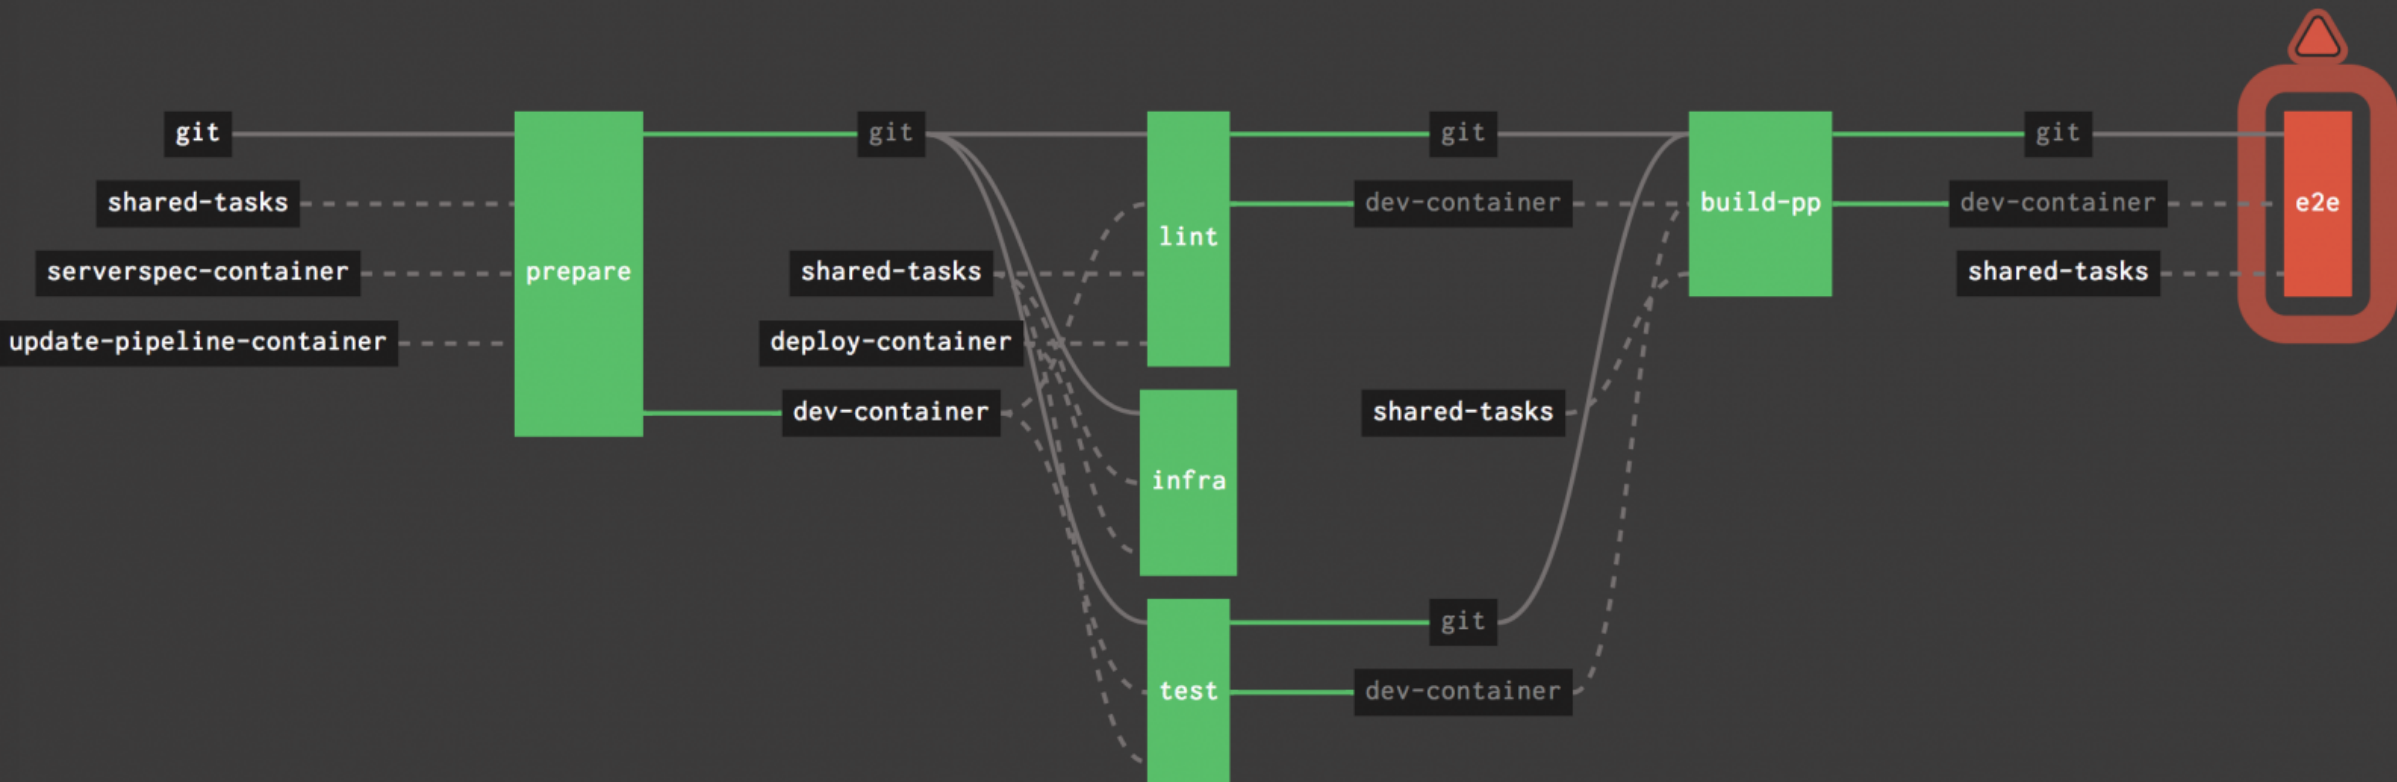 git
shared-tasks
serverspec-container
update-pipeline-container
prepare
git
shared-tasks
deploy-container
dev-container
lint
infra
test
git
dev-container
shared-tasks
git
dev-container
build-pp
git
dev-container
shared-tasks
e2e